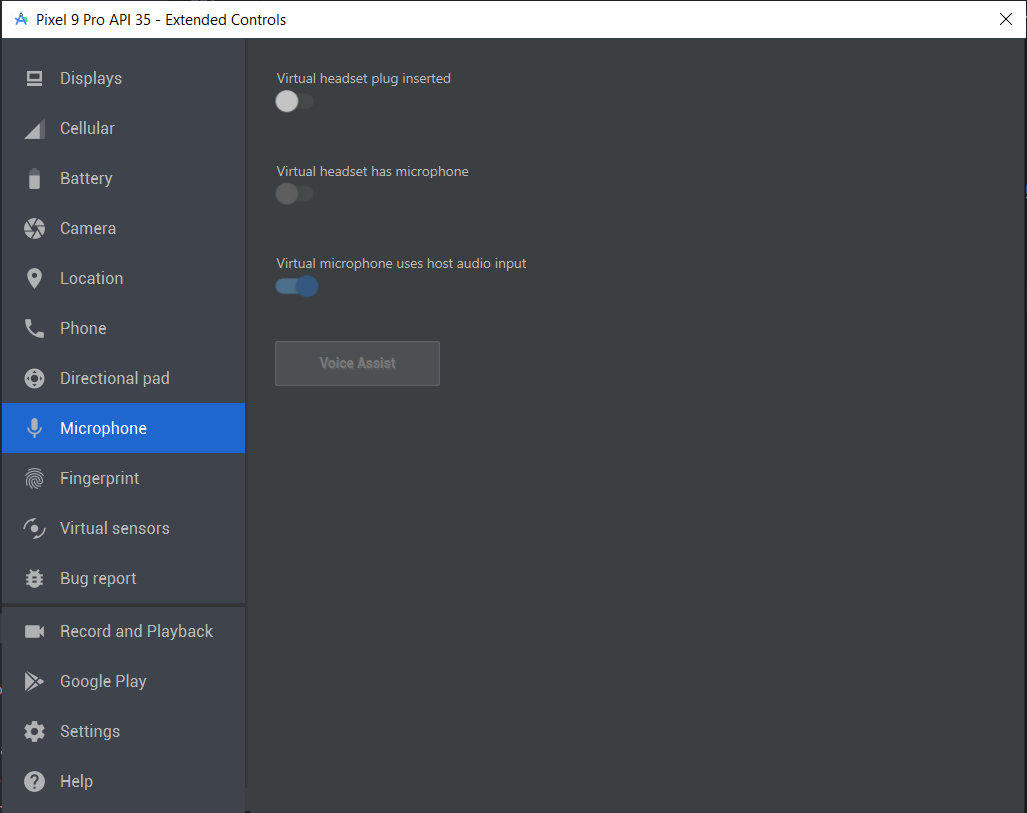 Pixel 9 Pro API 35 - Extended Controls
Displays
Cellular
Battery
Camera
Location
Phone
Directional pad
Microphone
Fingerprint
Virtual sensors
Bug report
Record and Playback
Google Play
Settings
Help
Virtual headset plug inserted
Virtual headset has microphone
Virtual microphone uses host audio input
Voice Assist